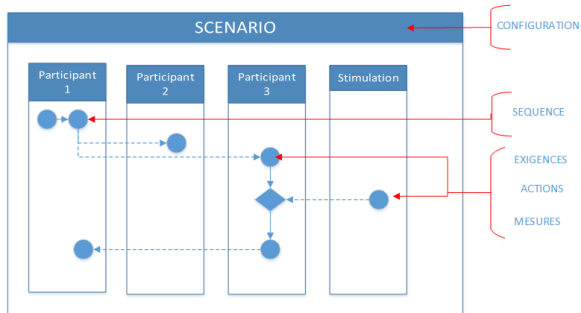 SCENARIO
CONFIGURATION
Participant
1
Participant
2
Participant
3
Stimulation
SEQUENCE
EXIGENCES
ACTIONS
MESURES